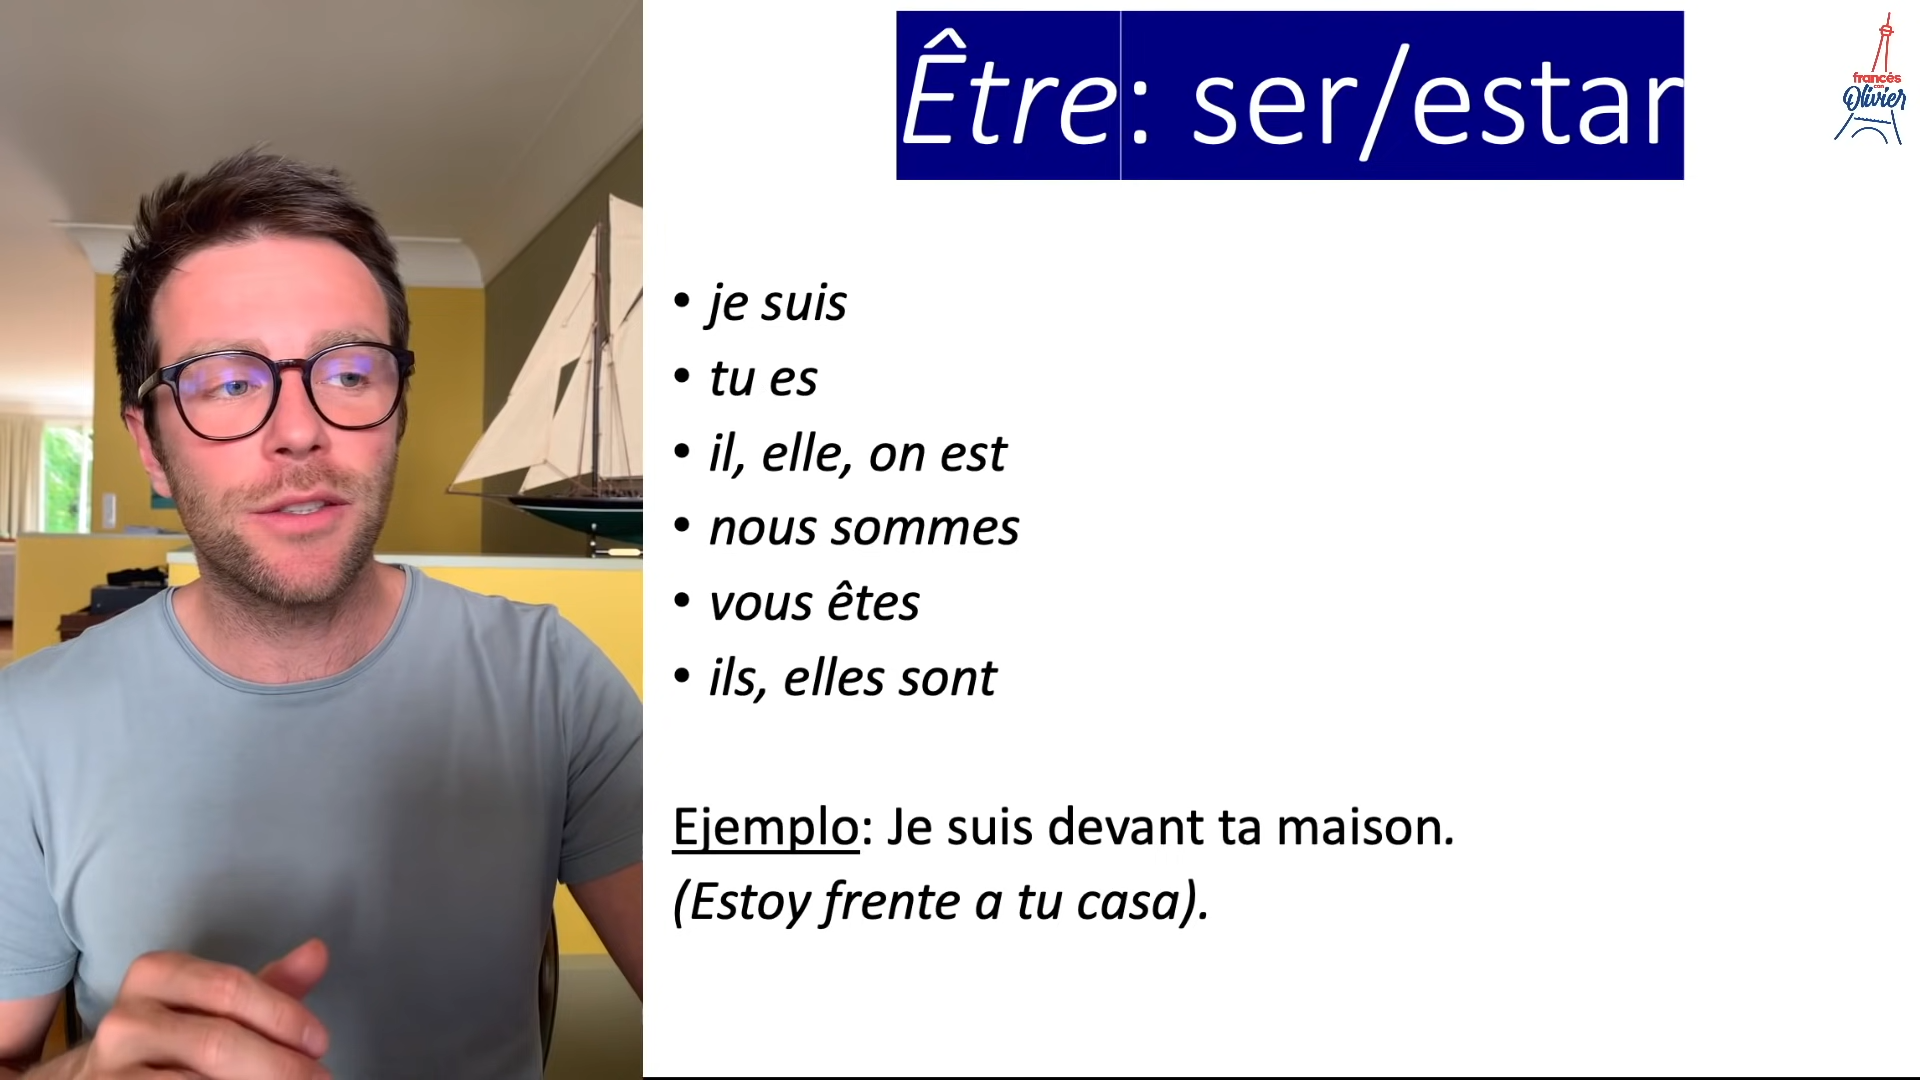 Être: ser/estar
francés
con
Olivier
• je suis
• tu es
• il, elle, on est
• nous sommes
• vous êtes
• ils, elles sont
Ejemplo: Je suis devant ta maison.
(Estoy frente a tu casa).